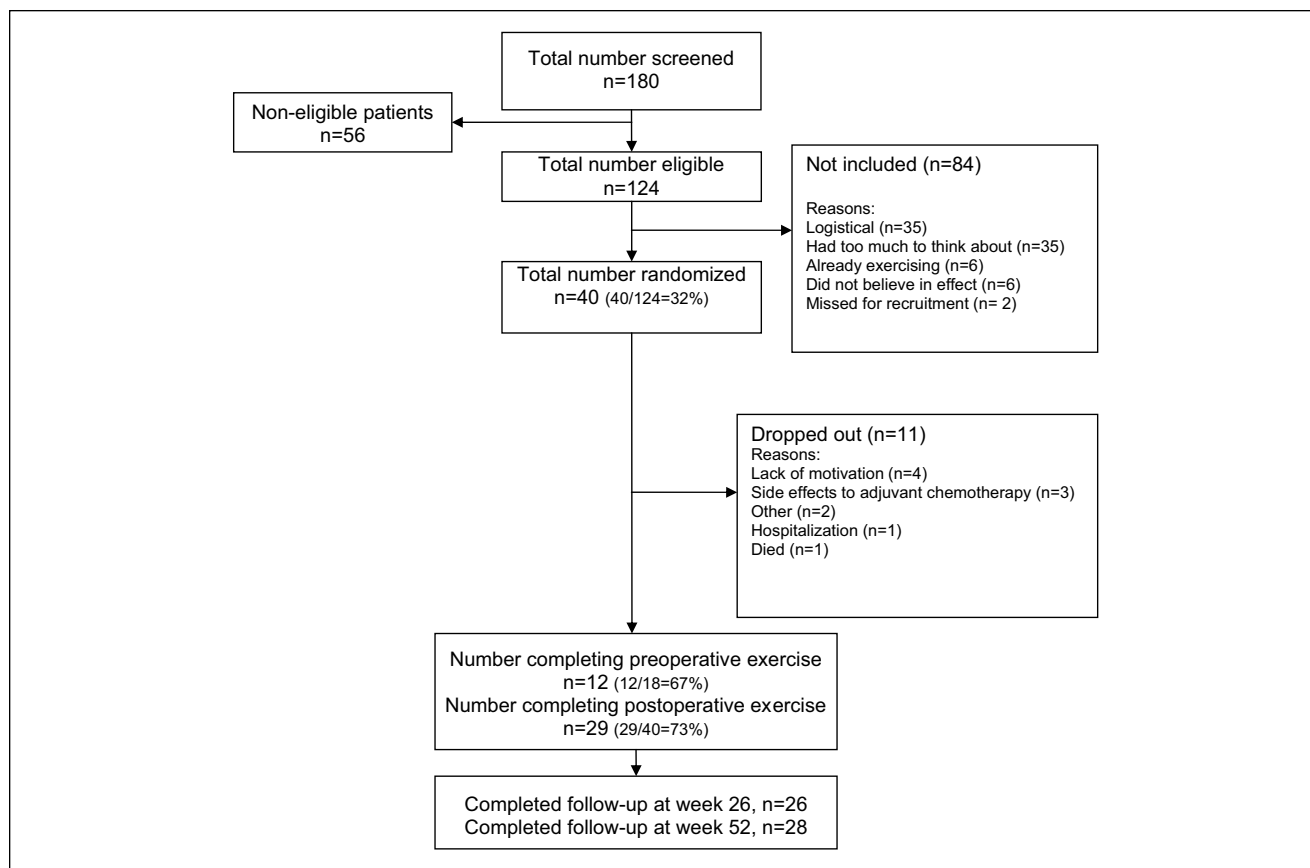 Total number screened
n=180
Non-eligible patients
n=56
Total number eligible
n=124
Not included (n=84)
Reasons:
Logistical (n=35)
Had too much to think about (n=35)
Already exercising (n=6)
Did not believe in effect (n=6)
Missed for recruitment (n= 2)
Total number randomized
n=40 (40/124=32%)
Dropped out (n=11)
Reasons:
Lack of motivation (n=4)
Side effects to adjuvant chemotherapy (n=3)
Other (n=2)
Hospitalization (n=1)
Died (n=1)
Number completing preoperative exercise
n=12 (12/18=67%)
Number completing postoperative exercise
n=29 (29/40=73%)
Completed follow-up at week 26, n=26
Completed follow-up at week 52, n=28